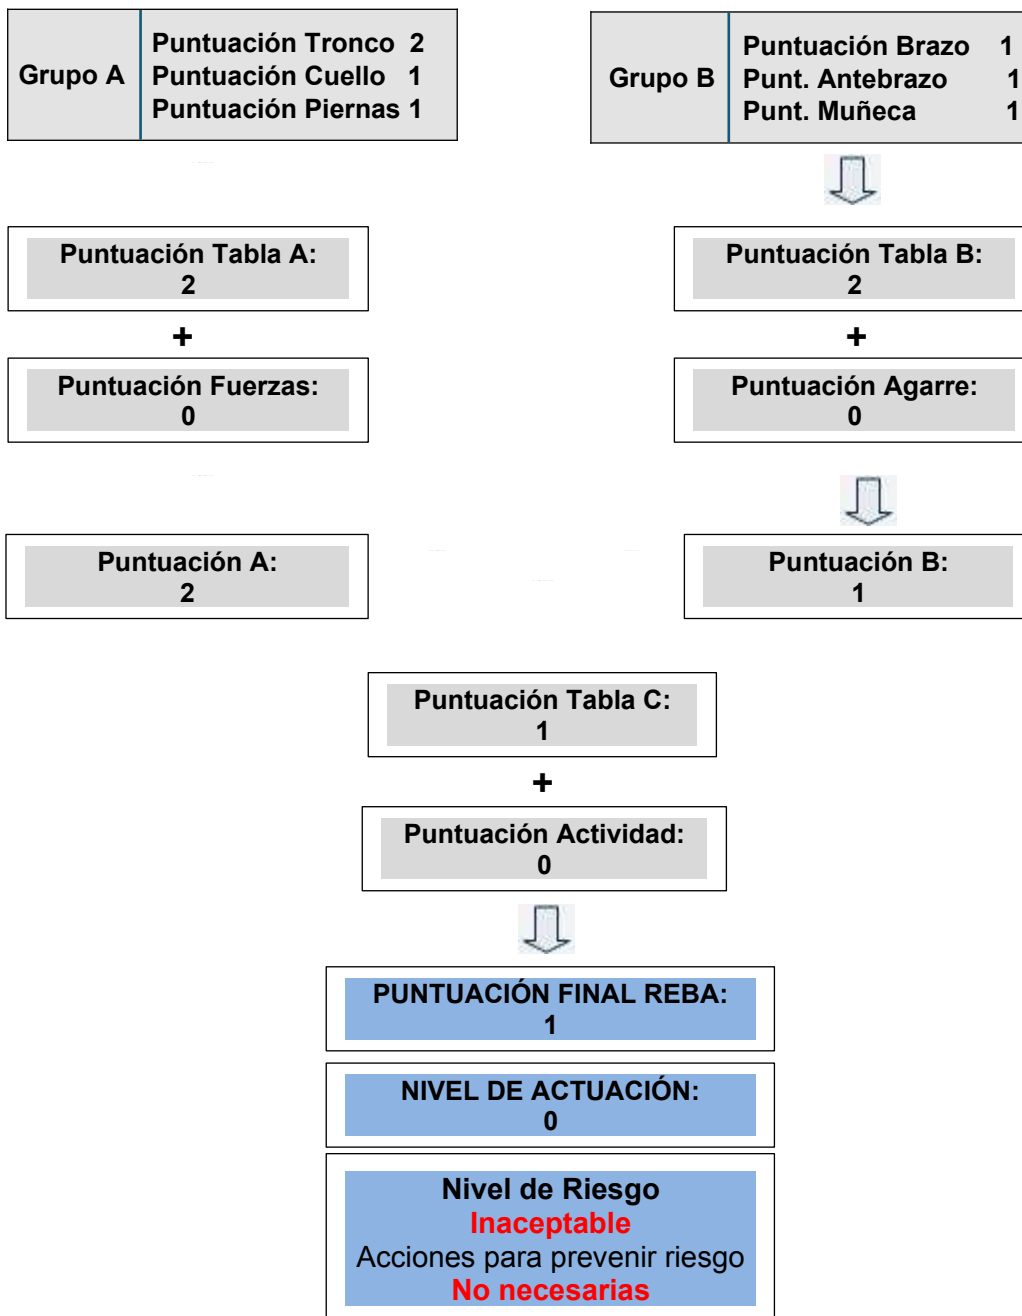 Grupo A
Puntuación Tronco 2
Puntuación Cuello 1
Puntuación Piernas 1
Grupo B
Puntuación Brazo 1
Punt. Antebrazo 1
Punt. Muñeca 1
Puntuación Tabla A:
2
Puntuación Tabla B:
2
+
+
Puntuación Fuerzas:
0
Puntuación Agarre:
0
Puntuación A:
2
Puntuación B:
1
Puntuación Tabla C:
1
+
Puntuación Actividad:
0
PUNTUACIÓN FINAL REBA:
1
NIVEL DE ACTUACIÓN:
0
Nivel de Riesgo
Inaceptable
Acciones para prevenir riesgo
No necesarias